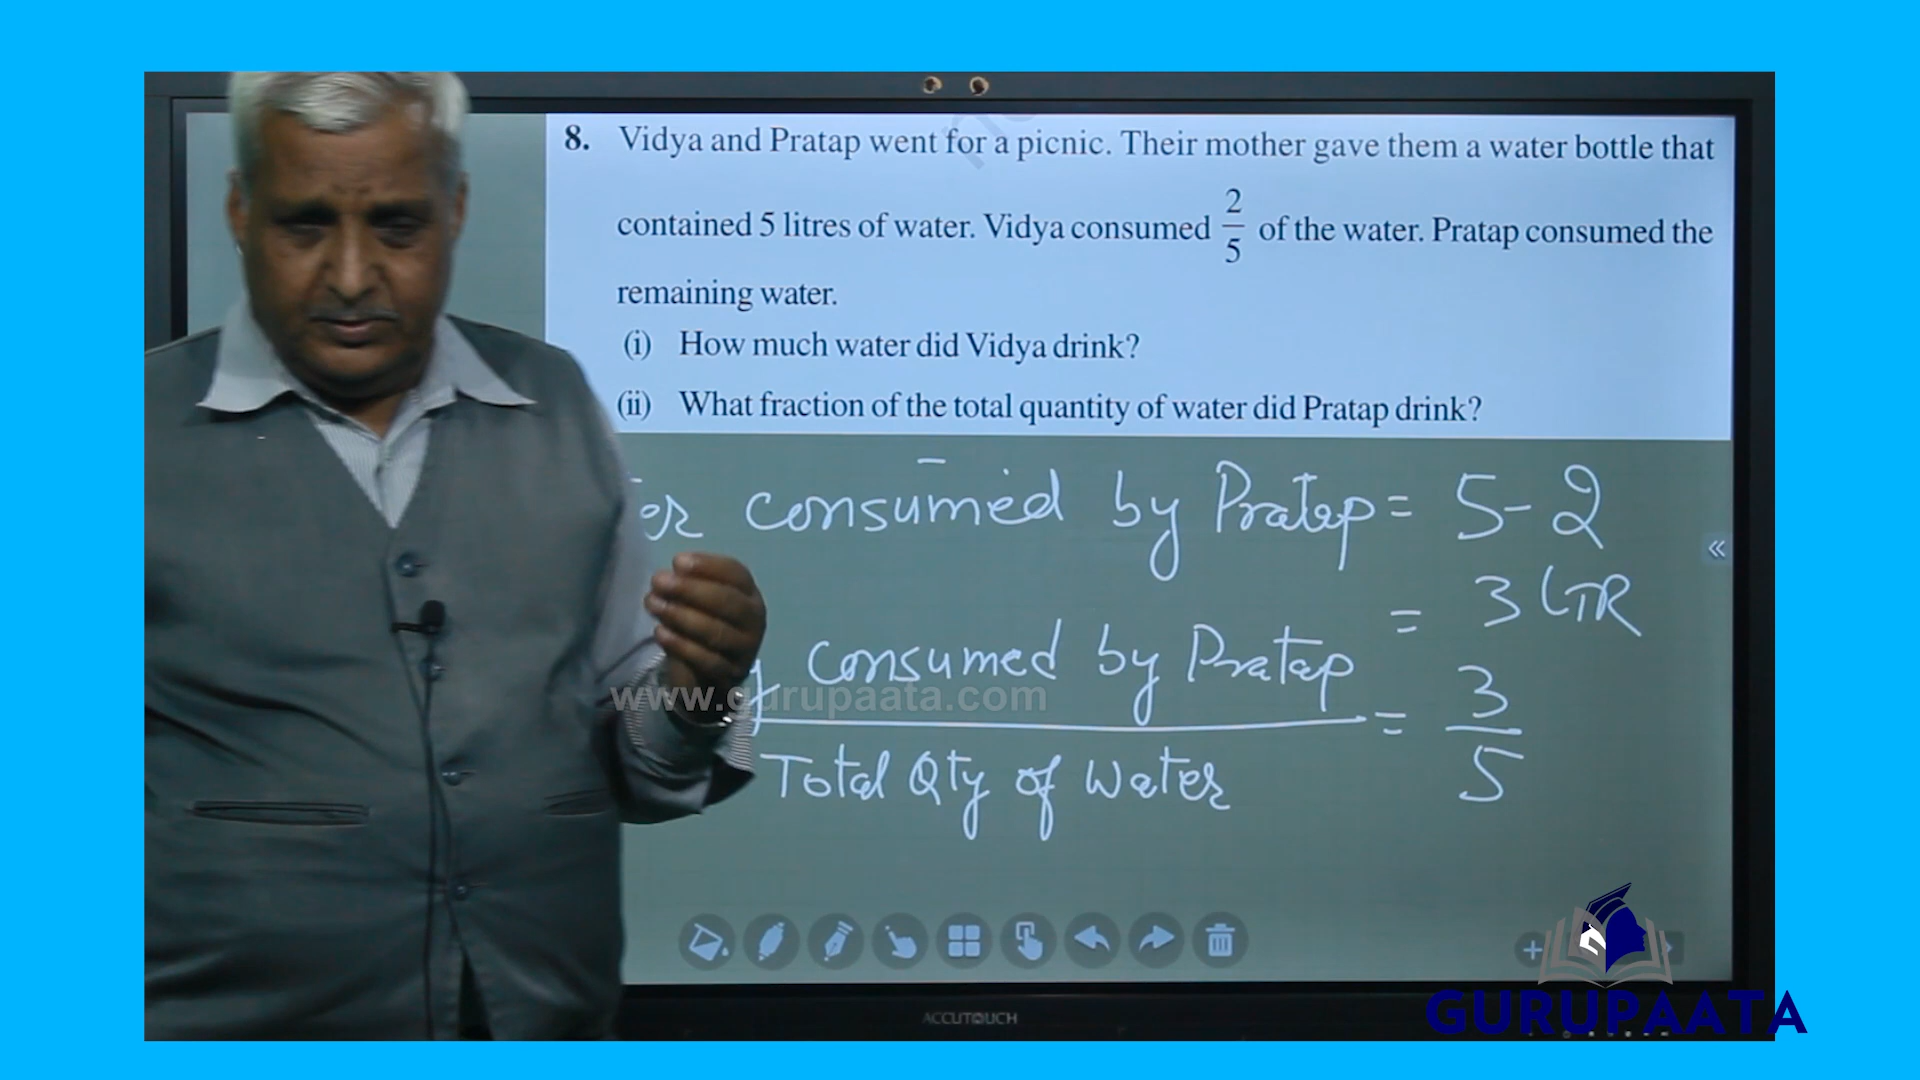 8. Vidya and Pratap went for a picnic. Their mother gave them a water bottle that
contained 5 litres of water. Vidya consumed 2/5 of the water. Pratap consumed the
remaining water.
(i) How much water did Vidya drink?
(ii) What fraction of the total quantity of water did Pratap drink?
consumed by Pratap = 5-2
= 3 LTR
consumed by Pratap = 3
Total Qty of Water 5
www.gurupaata.com
ACCUTOUCH
GURUPAATA